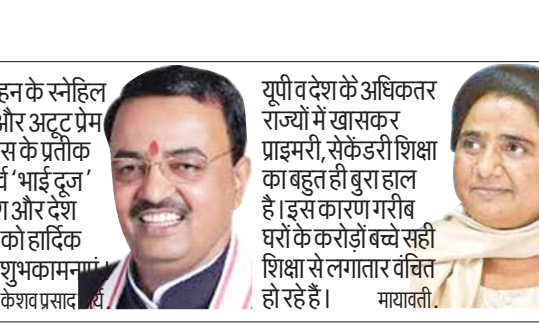 के स्नेहिल
और अटूट प्रेम
के प्रतीक
'भाई दूज'
और देश
को हार्दिक
शुभकामनाएं।
केशव प्रसाद
यूपी व देश के अधिकतर
राज्यों में खासकर
प्राइमरी, सेकेंडरी शिक्षा
का बहुत ही बुरा हाल
है। इस कारण गरीब
घरों के करोड़ों बच्चे सही
शिक्षा से लगातार वंचित
हो रहे हैं।
मायावती.